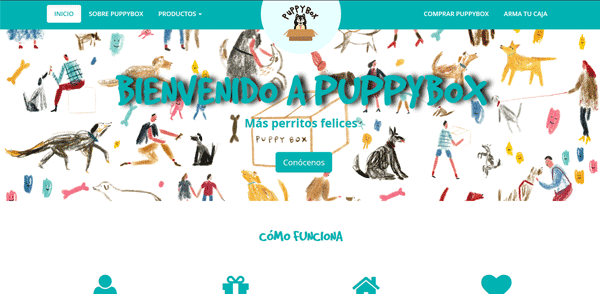 INICIO SOBRE PUPPYBOX PRODUCTOS COMPRAR PUPPYBOX ARMA TU CAJA
PUPPYBOX
BIENVENIDO A PUPPYBOX
Más perritos felices
PUPPY BOX
Conócenos
CÓMO FUNCIONA